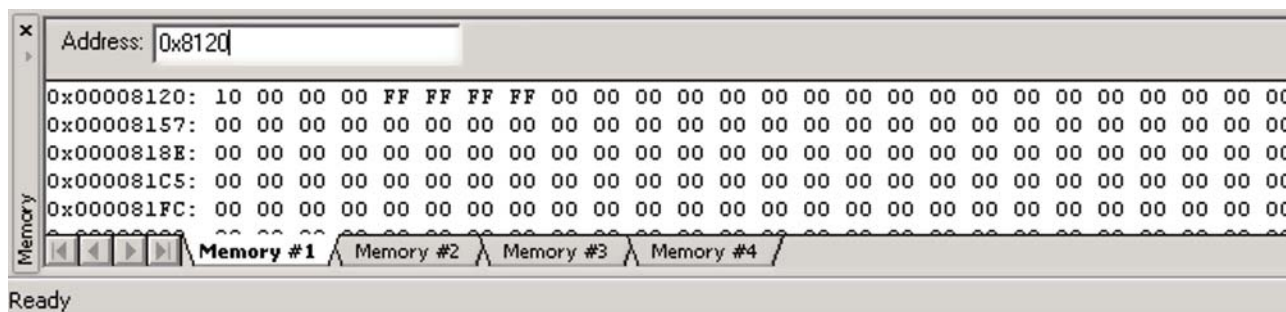 Address: 0x8120
0x00008120: 10 00 00 00 FF FF FF FF 00 00 00 00 00 00 00 00 00 00 00 00 00 00 00 00 00
0x00008157: 00 00 00 00 00 00 00 00 00 00 00 00 00 00 00 00 00 00 00 00 00 00 00 00 00
0x0000818E: 00 00 00 00 00 00 00 00 00 00 00 00 00 00 00 00 00 00 00 00 00 00 00 00 00
0x000081C5: 00 00 00 00 00 00 00 00 00 00 00 00 00 00 00 00 00 00 00 00 00 00 00 00 00
0x000081FC: 00 00 00 00 00 00 00 00 00 00 00 00 00 00 00 00 00 00 00 00 00 00 00 00 00
Memory
Memory #1 Memory #2 Memory #3 Memory #4
Ready